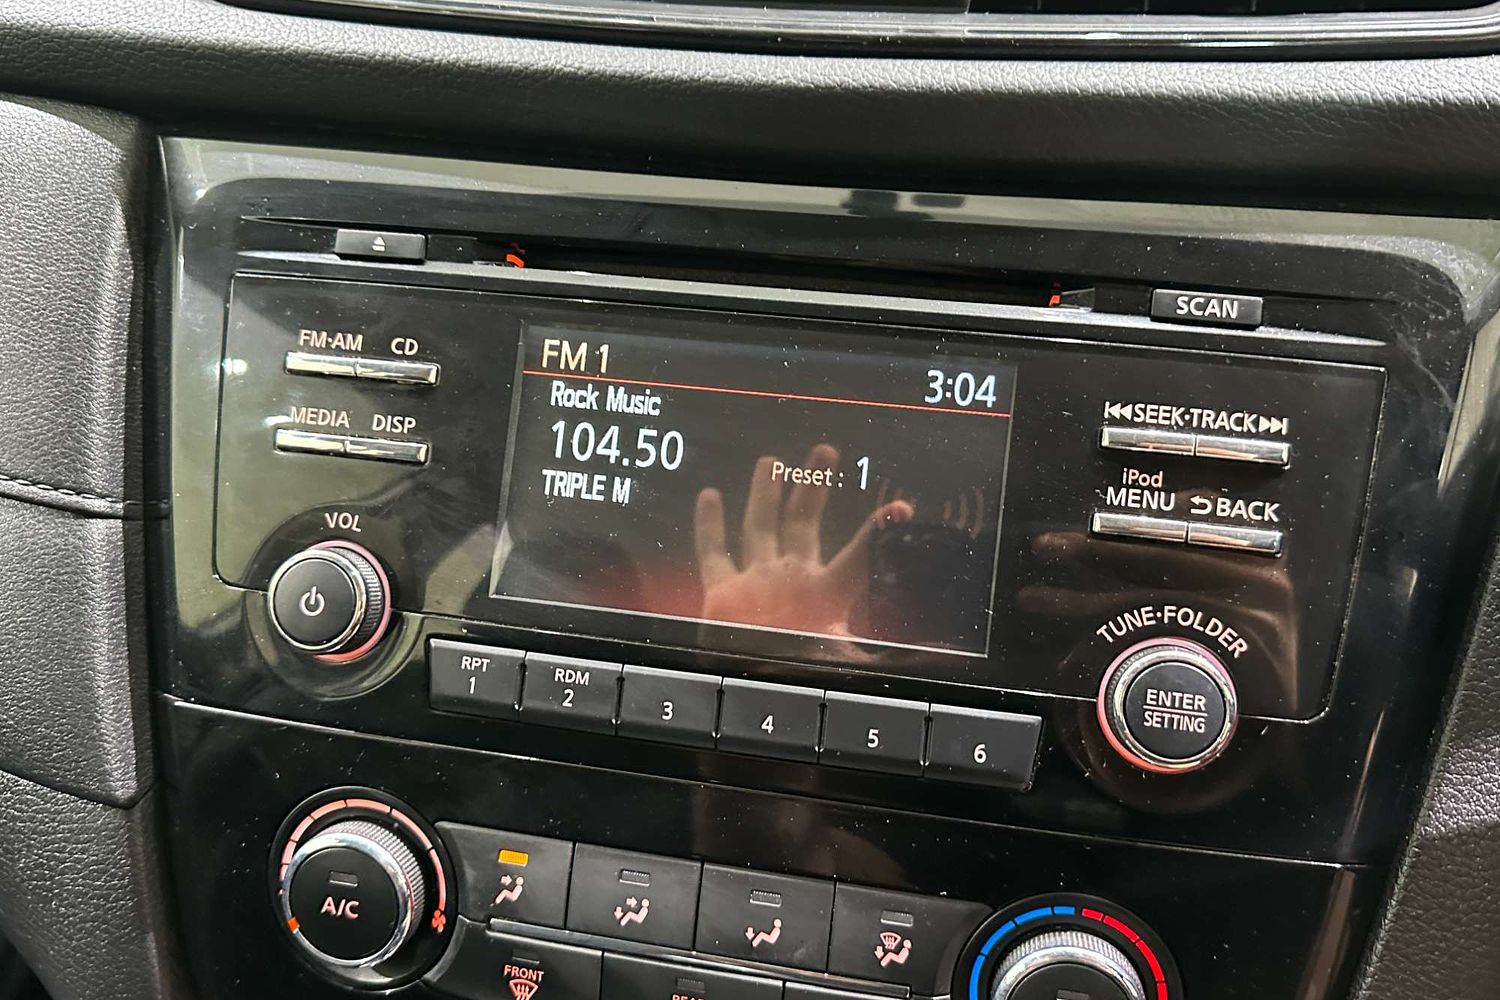 SCAN
FM·AM CD
FM 1
3:04
Rock Music
MEDIA DISP
SEEK·TRACK
104.50
Preset : 1
iPod
MENU BACK
TRIPLE M
VOL
TUNE·FOLDER
RPT
1
RDM
2
3
4
5
6
ENTER
SETTING
A/C
FRONT